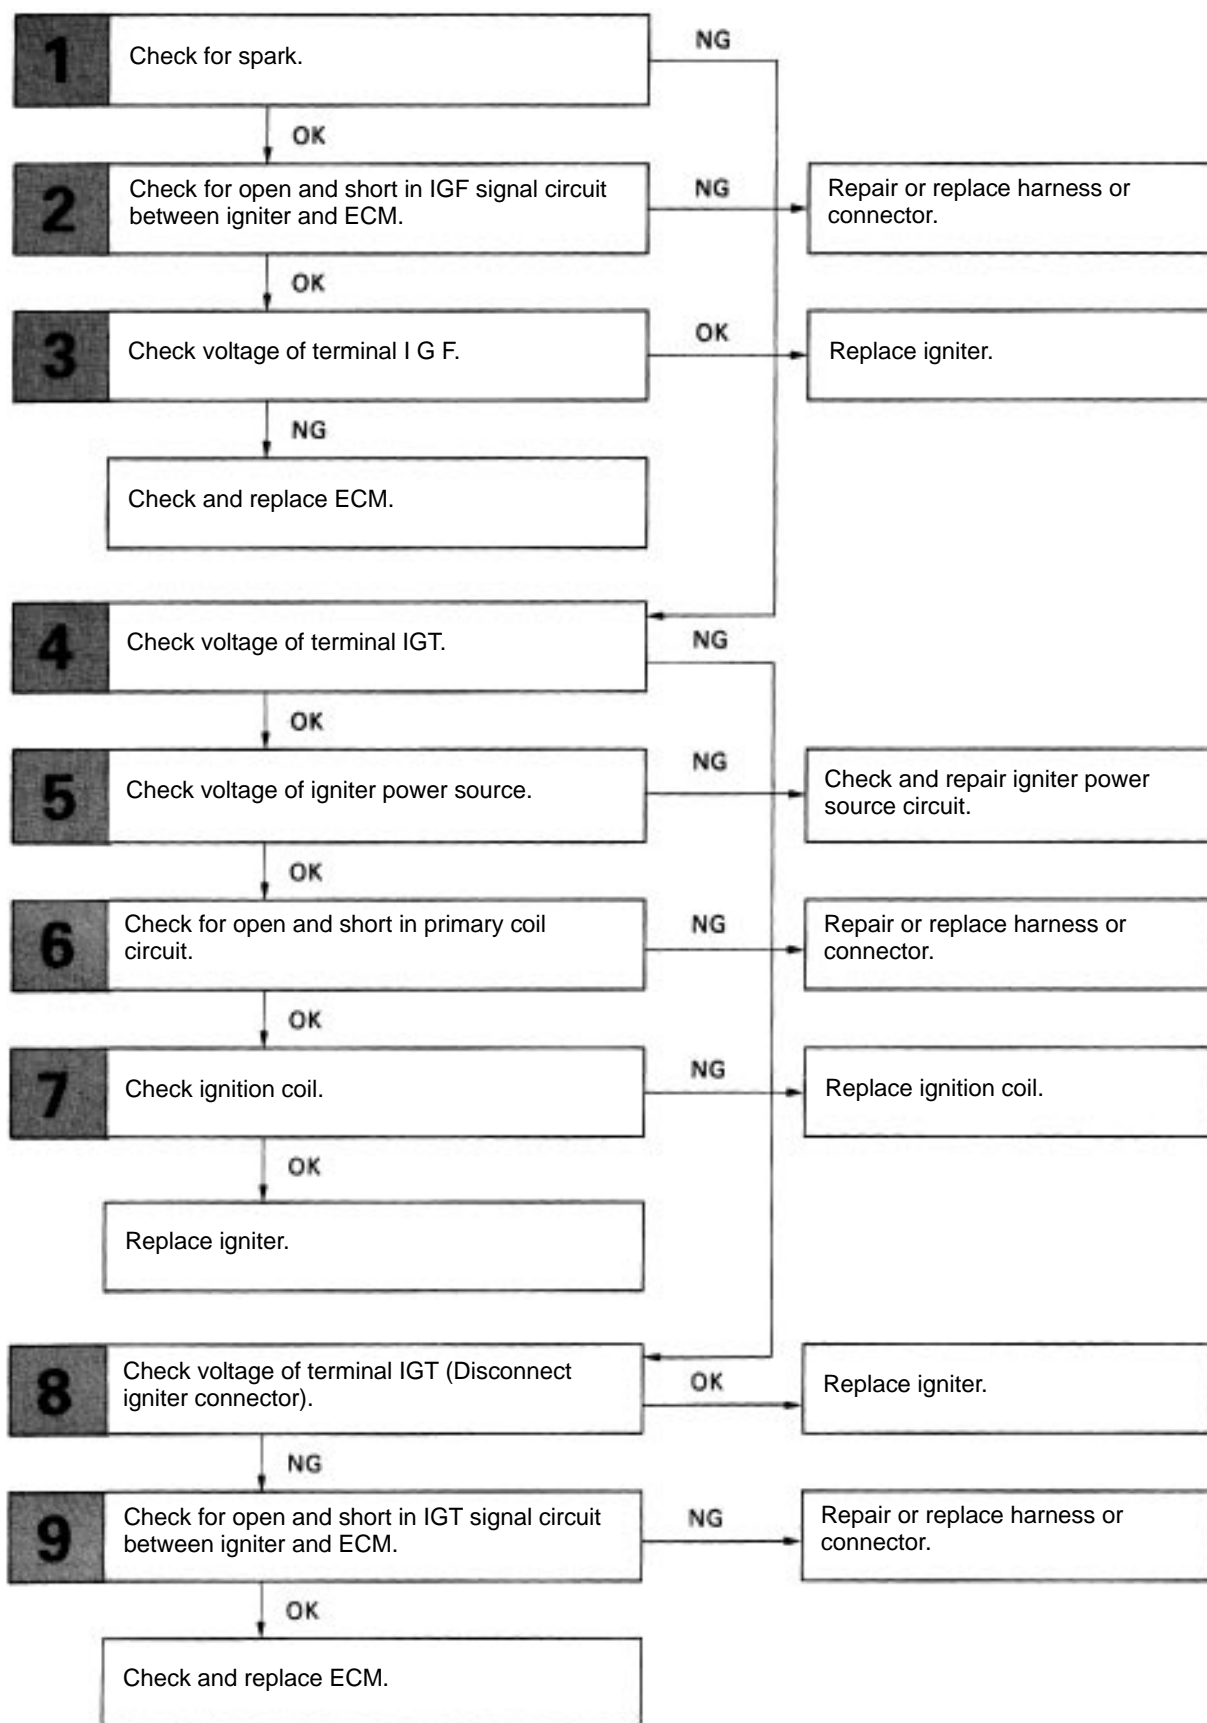 1
Check for spark.
NG
OK
2
Check for open and short in IGF signal circuit
between igniter and ECM.
NG
Repair or replace harness or
connector.
OK
3
Check voltage of terminal I G F.
OK
Replace igniter.
NG
Check and replace ECM.
4
Check voltage of terminal IGT.
NG
OK
5
Check voltage of igniter power source.
NG
Check and repair igniter power
source circuit.
OK
6
Check for open and short in primary coil
circuit.
NG
Repair or replace harness or
connector.
OK
7
Check ignition coil.
NG
Replace ignition coil.
OK
Replace igniter.
8
Check voltage of terminal IGT (Disconnect
igniter connector).
OK
Replace igniter.
NG
9
Check for open and short in IGT signal circuit
between igniter and ECM.
NG
Repair or replace harness or
connector.
OK
Check and replace ECM.